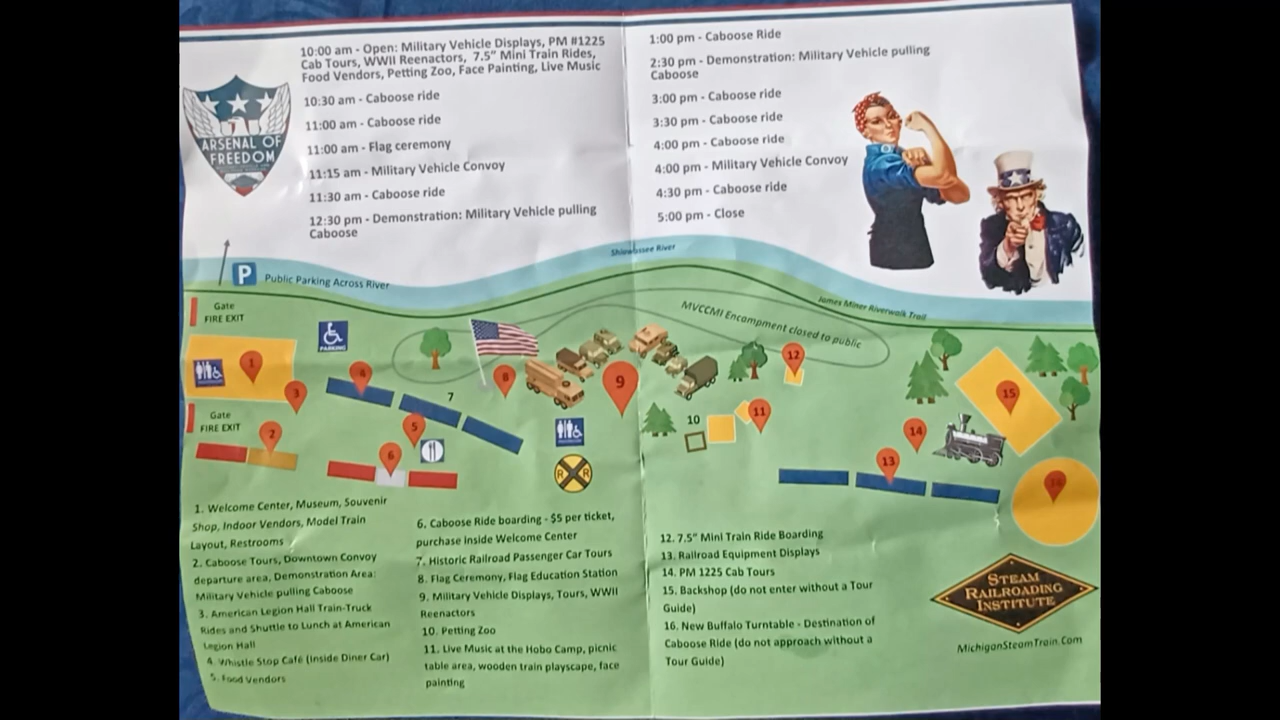 10:00 am - Open: Military Vehicle Displays, PM #1225
Cab Tours, WWII Reenactors, 7.5" Mini Train Rides,
Food Vendors, Petting Zoo, Face Painting, Live Music
10:30 am - Caboose ride
11:00 am - Caboose ride
11:00 am - Flag ceremony
11:15 am - Military Vehicle Convoy
11:30 am - Caboose ride
12:30 pm - Demonstration: Military Vehicle pulling
Caboose
1:00 pm - Caboose Ride
2:30 pm - Demonstration: Military Vehicle pulling
Caboose
3:00 pm - Caboose ride
3:30 pm - Caboose ride
4:00 pm - Caboose ride
4:00 pm - Military Vehicle Convoy
4:30 pm - Caboose ride
5:00 pm - Close
ARSENAL OF
FREEDOM
Shiawassee River
P
Public Parking Across River
James Miner Riverwalk Trail
MVCCMI Encampment closed to public
Gate
FIRE EXIT
PARKING
1
3
4
7
8
9
12
15
Gate
FIRE EXIT
2
5
6
10
11
14
13
16
R R
1. Welcome Center, Museum, Souvenir
Shop, Indoor Vendors, Model Train
Layout, Restrooms
2. Caboose Tours, Downtown Convoy
departure area, Demonstration Area:
Military Vehicle pulling Caboose
3. American Legion Hall Train-Truck
Rides and Shuttle to Lunch at American
Legion Hall
4. Whistle Stop Café (Inside Diner Car)
5. Food Vendors
6. Caboose Ride boarding - $5 per ticket,
purchase Inside Welcome Center
7. Historic Railroad Passenger Car Tours
8. Flag Ceremony, Flag Education Station
9. Military Vehicle Displays, Tours, WWII
Reenactors
10. Petting Zoo
11. Live Music at the Hobo Camp, picnic
table area, wooden train playscape, face
painting
12. 7.5" Mini Train Ride Boarding
13. Railroad Equipment Displays
14. PM 1225 Cab Tours
15. Backshop (do not enter without a Tour
Guide)
16. New Buffalo Turntable - Destination of
Caboose Ride (do not approach without a
Tour Guide)
STEAM
RAILROADING
INSTITUTE
MichiganSteamTrain.Com